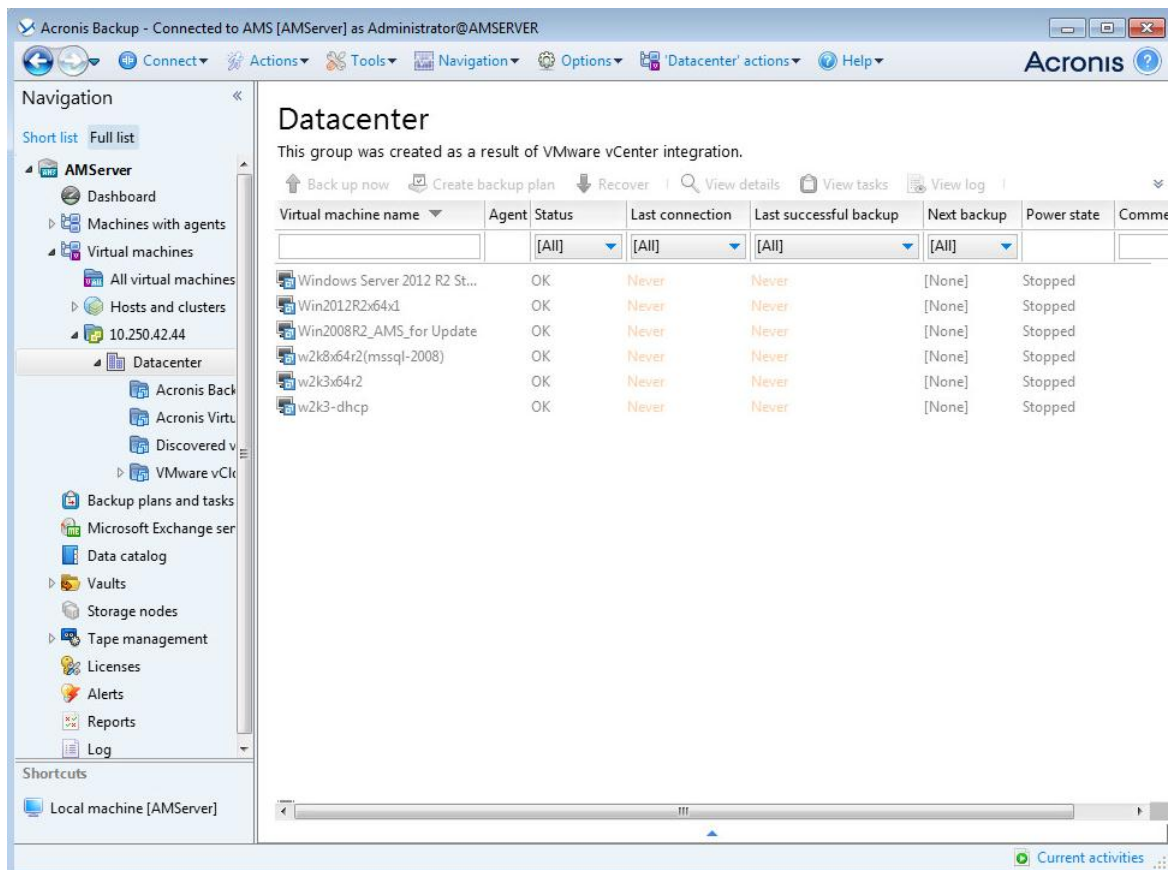 Acronis Backup - Connected to AMS [AMServer] as Administrator@AMSERVER
Connect Actions Tools Navigation Options 'Datacenter' actions Help Acronis
Navigation
Short list Full list
AMServer
Dashboard
Machines with agents
Virtual machines
All virtual machines
Hosts and clusters
10.250.42.44
Datacenter
Acronis Back
Acronis Virtu
Discovered v
VMware vClo
Backup plans and tasks
Microsoft Exchange ser
Data catalog
Vaults
Storage nodes
Tape management
Licenses
Alerts
Reports
Log
Shortcuts
Local machine [AMServer]
Datacenter
This group was created as a result of VMware vCenter integration.
Back up now Create backup plan Recover View details View tasks View log
Virtual machine name Agent Status Last connection Last successful backup Next backup Power state Comme
[All] [All] [All] [All]
Windows Server 2012 R2 St... OK Never Never [None] Stopped
Win2012R2x64x1 OK Never Never [None] Stopped
Win2008R2_AMS_for Update OK Never Never [None] Stopped
w2k8x64r2(mssql-2008) OK Never Never [None] Stopped
w2k3x64r2 OK Never Never [None] Stopped
w2k3-dhcp OK Never Never [None] Stopped
Current activities